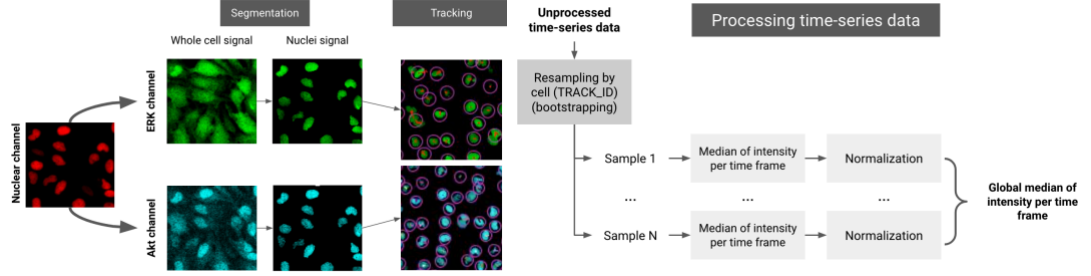 Segmentation
Tracking
Whole cell signal
Nuclei signal
Nuclear channel
ERK channel
Akt channel
Unprocessed
time-series data
Processing time-series data
Resampling by
cell (TRACK_ID)
(bootstrapping)
Sample 1
Median of intensity
per time frame
Normalization
...
...
...
Sample N
Median of intensity
per time frame
Normalization
Global median of
intensity per time
frame